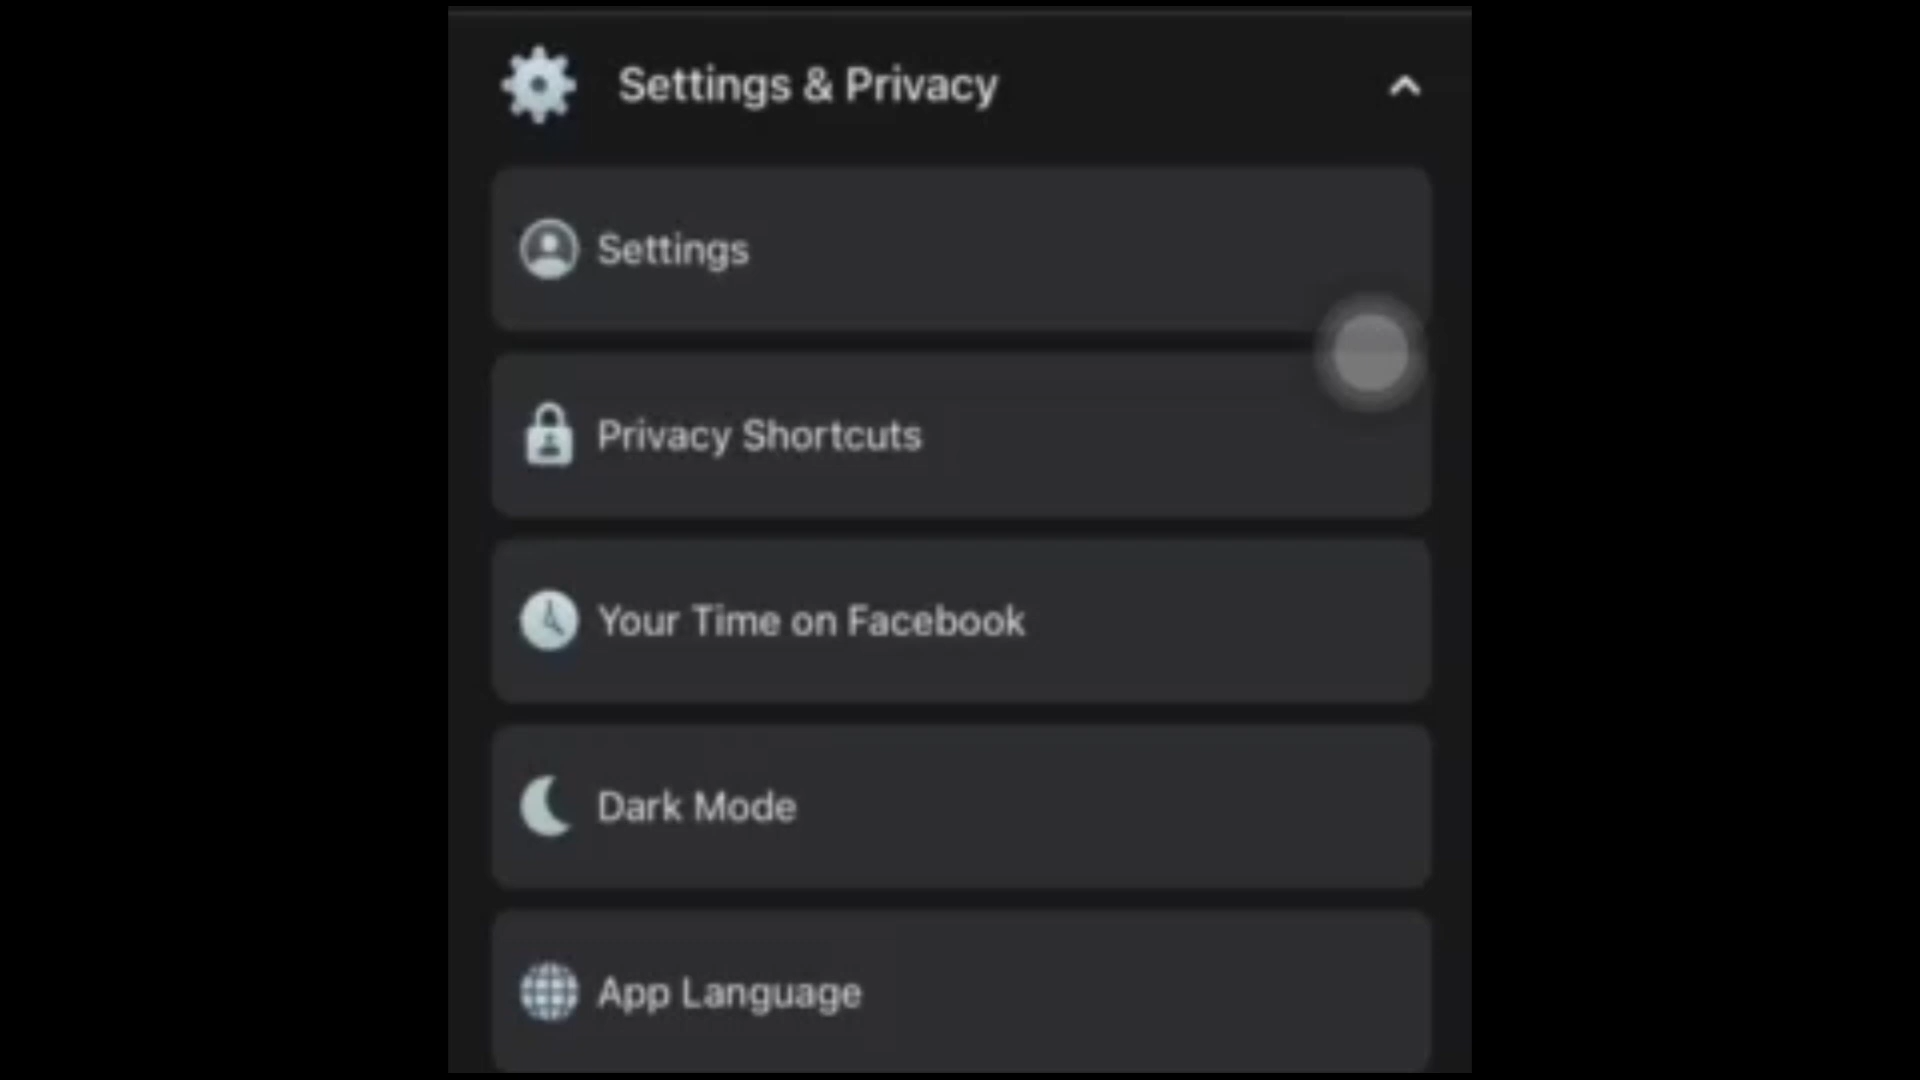 Settings & Privacy
Settings
Privacy Shortcuts
Your Time on Facebook
Dark Mode
App Language